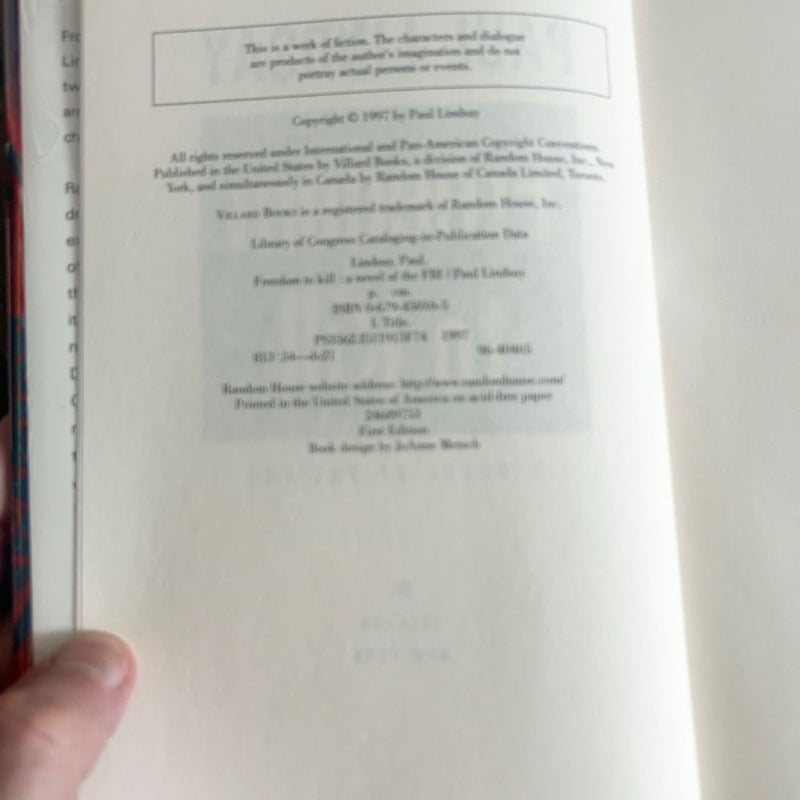 This is a work of fiction. The characters and dialogue
are products of the author's imagination and do not
portray actual persons or events.
Copyright © 1997 by Paul Lindsay
All rights reserved under International and Pan-American Copyright Conventions.
Published in the United States by Villard Books, a division of Random House, Inc., New
York, and simultaneously in Canada by Random House of Canada Limited, Toronto.
VILLARD BOOKS is a registered trademark of Random House, Inc.
Library of Congress Cataloging-in-Publication Data
Lindsay, Paul.
Freedom to kill : a novel of the FBI / Paul Lindsay.
p. cm.
ISBN
I. Title.
1997
Random House website address: http://www.randomhouse.com/
Printed in the United States of America on acid-free paper
24689753
First Edition
Book design by JoAnne Metsch